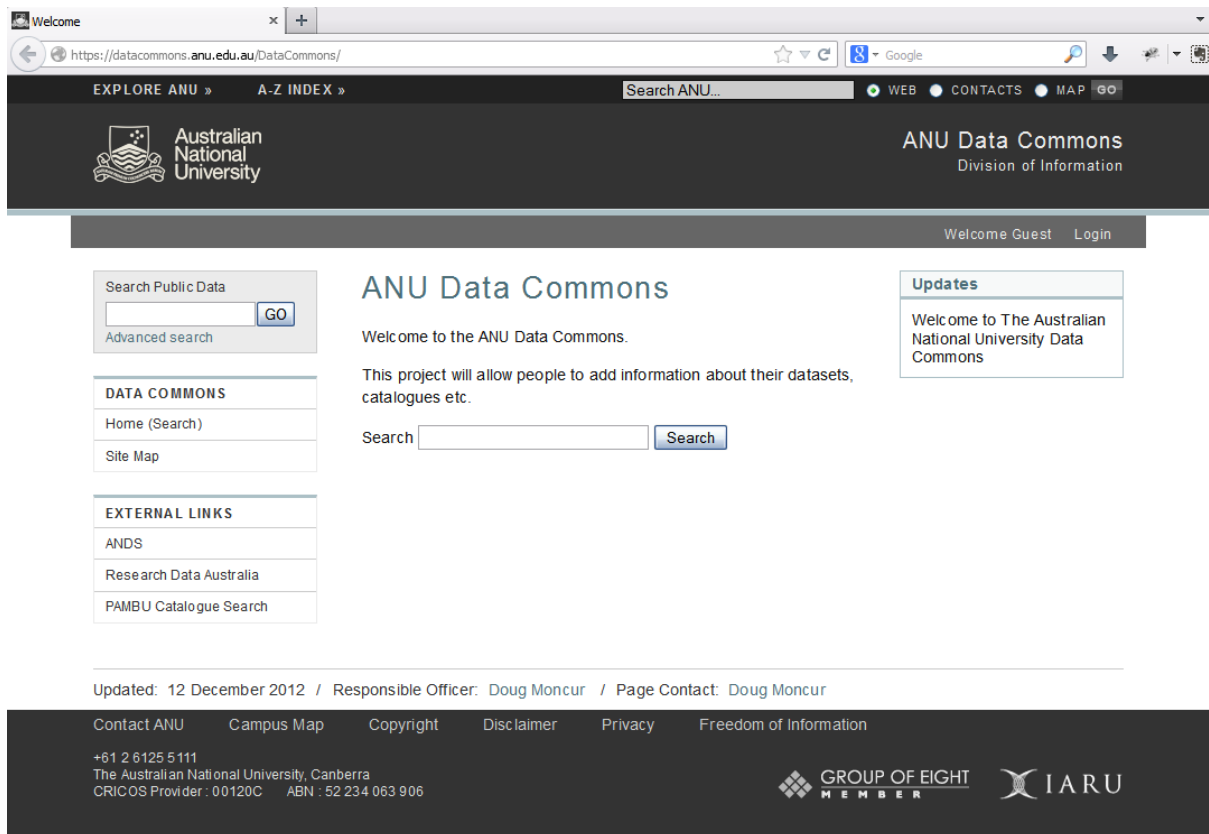 Welcome × +
https://datacommons.anu.edu.au/DataCommons/ Google
EXPLORE ANU » A-Z INDEX » Search ANU... WEB CONTACTS MAP GO
Australian
National
University
ANU Data Commons
Division of Information
Welcome Guest Login
Search Public Data
GO
Advanced search
DATA COMMONS
Home (Search)
Site Map
EXTERNAL LINKS
ANDS
Research Data Australia
PAMBU Catalogue Search
ANU Data Commons
Welcome to the ANU Data Commons.
This project will allow people to add information about their datasets,
catalogues etc.
Search Search
Updates
Welcome to The Australian
National University Data
Commons
Updated: 12 December 2012 / Responsible Officer: Doug Moncur / Page Contact: Doug Moncur
Contact ANU Campus Map Copyright Disclaimer Privacy Freedom of Information
+61 2 6125 5111
The Australian National University, Canberra
CRICOS Provider : 00120C ABN : 52 234 063 906
GROUP OF EIGHT
MEMBER
IARU